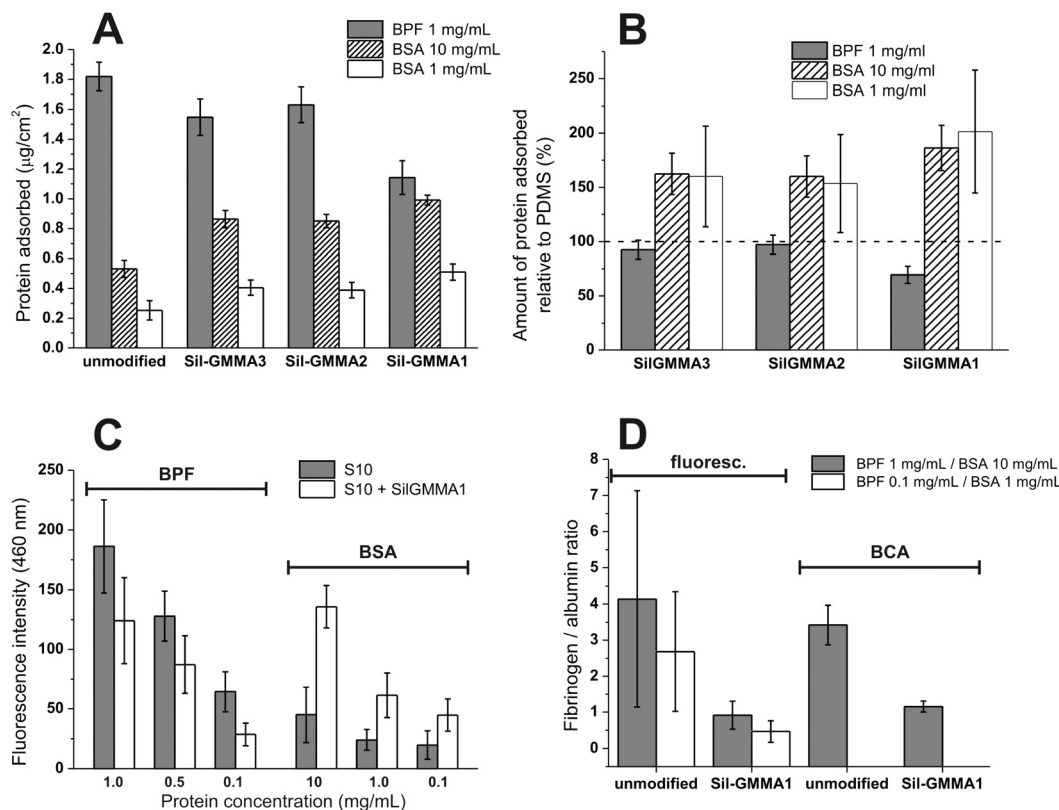 A
BPF 1 mg/mL
BSA 10 mg/mL
BSA 1 mg/mL
2.0
1.8
1.6
1.4
1.2
1.0
0.8
0.6
0.4
0.2
0.0
Protein adsorbed (μg/cm²)
unmodified Sil-GMMA3 Sil-GMMA2 Sil-GMMA1
B
BPF 1 mg/ml
BSA 10 mg/ml
BSA 1 mg/ml
250
200
150
100
50
0
Amount of protein adsorbed
relative to PDMS (%)
SilGMMA3 SilGMMA2 SilGMMA1
C
S10
S10 + SilGMMA1
BPF
BSA
250
200
150
100
50
0
Fluorescence intensity (460 nm)
1.0 0.5 0.1 10 1.0 0.1
Protein concentration (mg/mL)
D
BPF 1 mg/mL / BSA 10 mg/mL
BPF 0.1 mg/mL / BSA 1 mg/mL
fluoresc.
BCA
8
7
6
5
4
3
2
1
0
Fibrinogen / albumin ratio
unmodified Sil-GMMA1 unmodified Sil-GMMA1